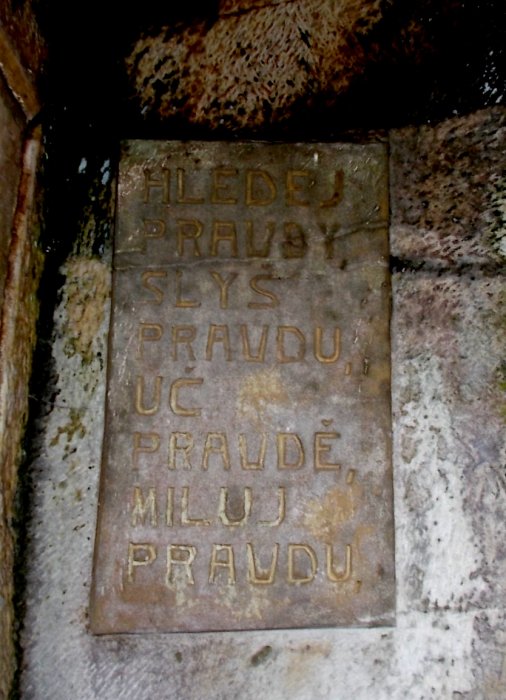 HLEDEJ
PRAVDY,
SLYŠ
PRAVDU,
UČ
PRAVDĚ,
MILUJ
PRAVDU,